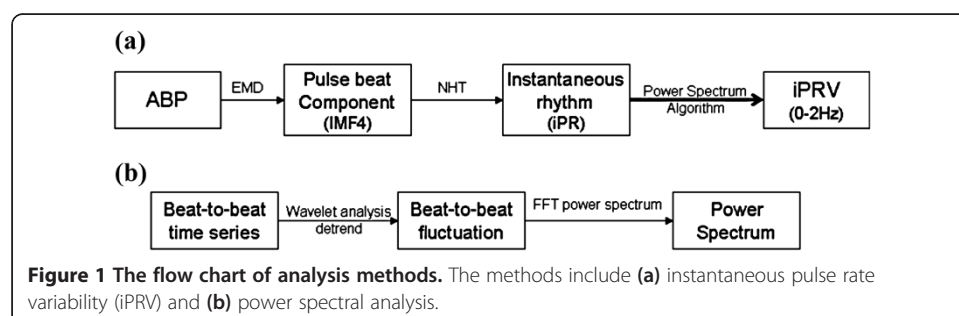 (a)
ABP
EMD
Pulse beat
Component
(IMF4)
NHT
Instantaneous
rhythm
(iPR)
Power Spectrum
Algorithm
iPRV
(0-2Hz)
(b)
Beat-to-beat
time series
Wavelet analysis
detrend
Beat-to-beat
fluctuation
FFT power spectrum
Power
Spectrum
Figure 1 The flow chart of analysis methods. The methods include (a) instantaneous pulse rate
variability (iPRV) and (b) power spectral analysis.